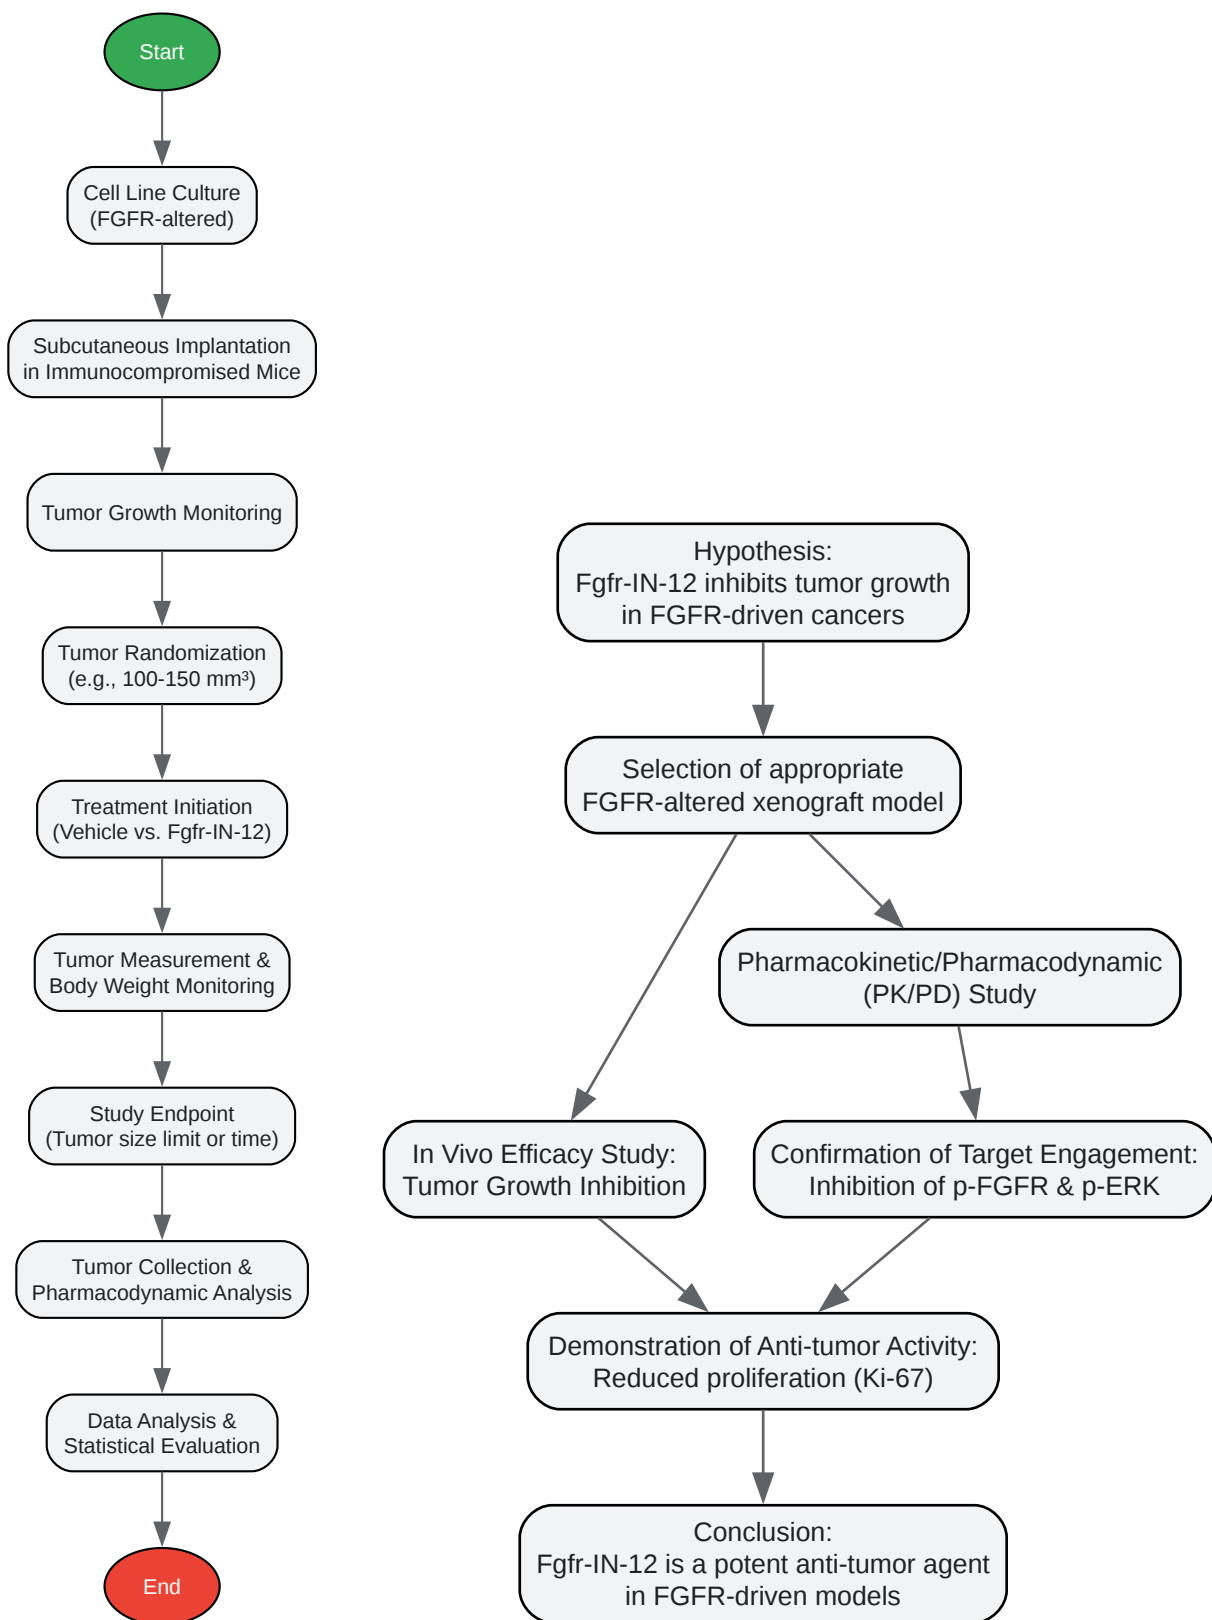 Start
Cell Line Culture
(FGFR-altered)
Subcutaneous Implantation
in Immunocompromised Mice
Tumor Growth Monitoring
Tumor Randomization
(e.g., 100-150 mm³)
Treatment Initiation
(Vehicle vs. Fgfr-IN-12)
Tumor Measurement &
Body Weight Monitoring
Study Endpoint
(Tumor size limit or time)
Tumor Collection &
Pharmacodynamic Analysis
Data Analysis &
Statistical Evaluation
End
Hypothesis:
Fgfr-IN-12 inhibits tumor growth
in FGFR-driven cancers
Selection of appropriate
FGFR-altered xenograft model
Pharmacokinetic/Pharmacodynamic
(PK/PD) Study
In Vivo Efficacy Study:
Tumor Growth Inhibition
Confirmation of Target Engagement:
Inhibition of p-FGFR & p-ERK
Demonstration of Anti-tumor Activity:
Reduced proliferation (Ki-67)
Conclusion:
Fgfr-IN-12 is a potent anti-tumor agent
in FGFR-driven models